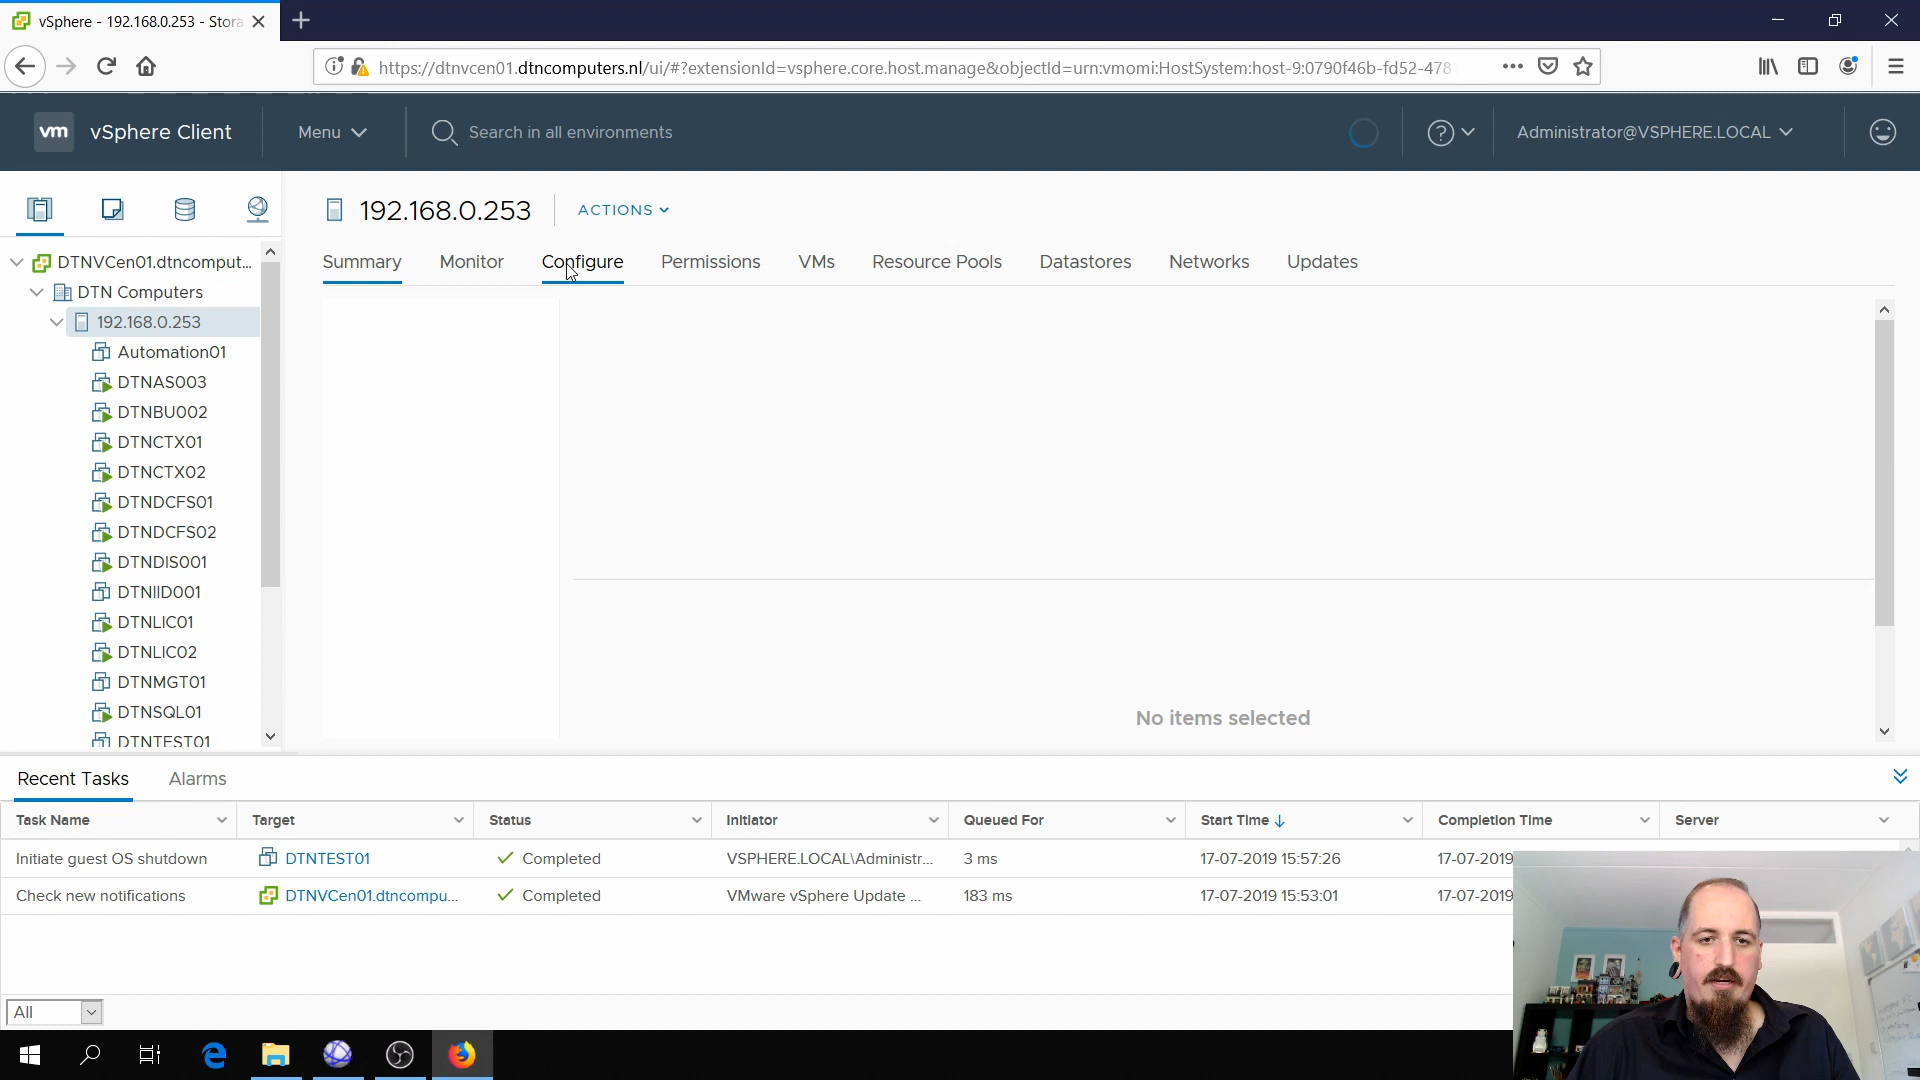 vSphere - 192.168.0.253 - Stora
https://dtnvcen01.dtncomputers.nl/ui/#?extensionId=vsphere.core.host.manage&objectId=urn:vmomi:HostSystem:host-9:0790f46b-fd52-478
vm vSphere Client Menu Search in all environments Administrator@VSPHERE.LOCAL
192.168.0.253 ACTIONS
Summary Monitor Configure Permissions VMs Resource Pools Datastores Networks Updates
DTNVCen01.dtncomput...
DTN Computers
192.168.0.253
Automation01
DTNAS003
DTNBU002
DTNCTX01
DTNCTX02
DTNDCFS01
DTNDCFS02
DTNDIS001
DTNIID001
DTNLIC01
DTNLIC02
DTNMGT01
DTNSQL01
DTNTEST01
No items selected
Recent Tasks Alarms
Task Name Target Status Initiator Queued For Start Time Completion Time Server
Initiate guest OS shutdown DTNTEST01 Completed VSPHERE.LOCAL\Administr... 3 ms 17-07-2019 15:57:26 17-07-2019
Check new notifications DTNVCen01.dtncompu... Completed VMware vSphere Update ... 183 ms 17-07-2019 15:53:01 17-07-2019
All